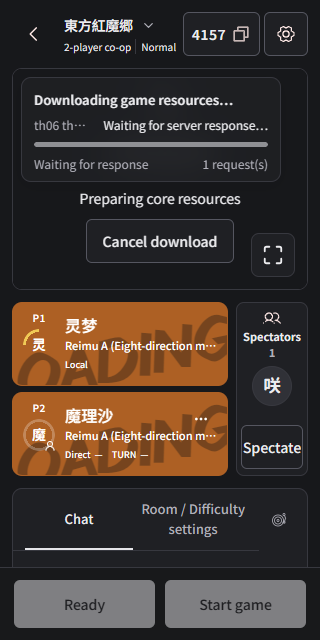 東方紅魔郷
2-player co-op Normal
4157
Downloading game resources…
th06 th… Waiting for server response…
Waiting for response 1 request(s)
Preparing core resources
Cancel download
P1
灵
灵梦
Reimu A (Eight-direction m…
Local
LOADING
P2
魔
魔理沙
…
Reimu A (Eight-direction m…
Direct — TURN —
LOADING
Spectators
1
咲
Spectate
Chat
Room / Difficulty
settings
Ready
Start game